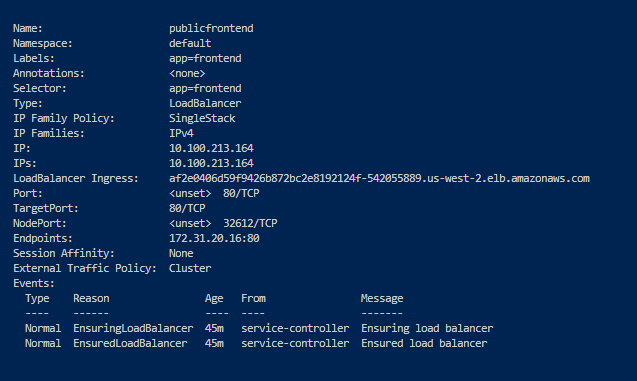 Name: publicfrontend
Namespace: default
Labels: app=frontend
Annotations: <none>
Selector: app=frontend
Type: LoadBalancer
IP Family Policy: SingleStack
IP Families: IPv4
IP: 10.100.213.164
IPs: 10.100.213.164
LoadBalancer Ingress: af2e0406d59f9426b872bc2e8192124f-542055889.us-west-2.elb.amazonaws.com
Port: <unset> 80/TCP
TargetPort: 80/TCP
NodePort: <unset> 32612/TCP
Endpoints: 172.31.20.16:80
Session Affinity: None
External Traffic Policy: Cluster
Events:
Type Reason Age From Message
---- ------ ---- ---- -------
Normal EnsuringLoadBalancer 45m service-controller Ensuring load balancer
Normal EnsuredLoadBalancer 45m service-controller Ensured load balancer